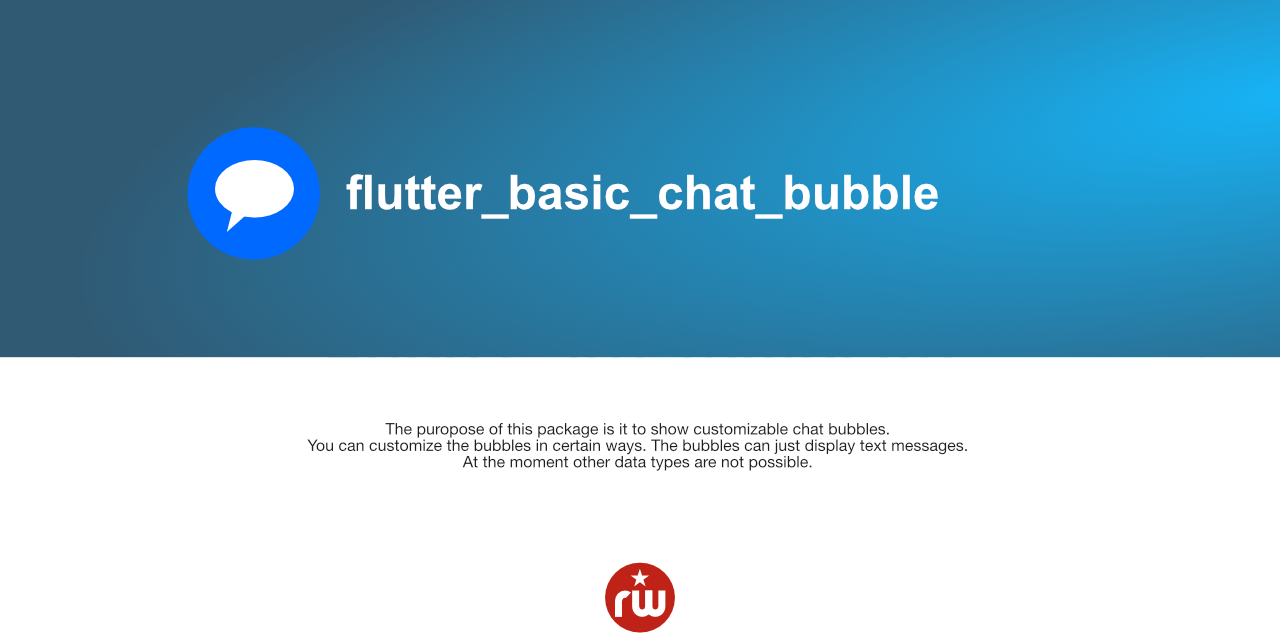 flutter_basic_chat_bubble
The puropose of this package is it to show customizable chat bubbles.
You can customize the bubbles in certain ways. The bubbles can just display text messages.
At the moment other data types are not possible.
rw